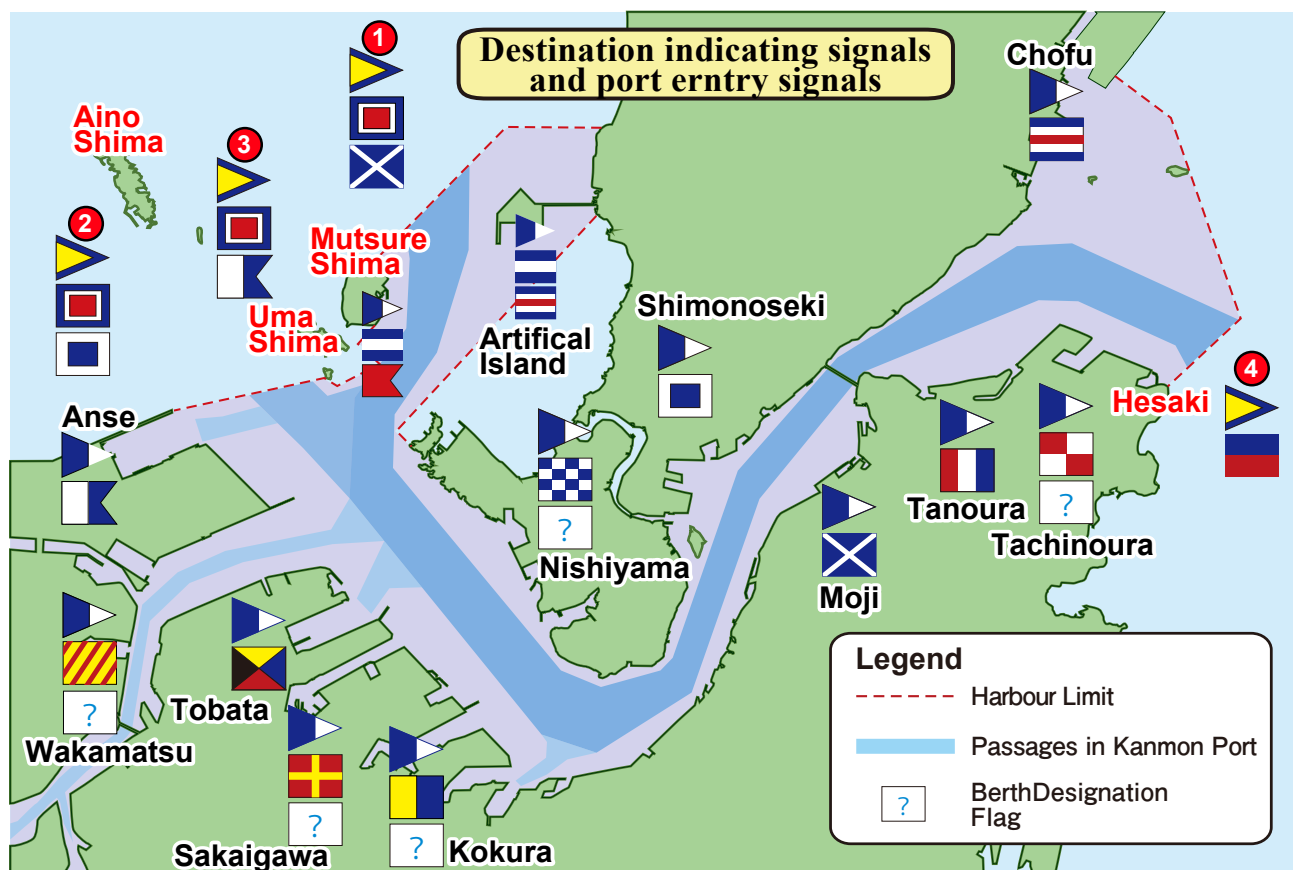 Destination indicating signals
and port erntry signals
1
Chofu
Aino
Shima
3
2
Mutsure
Shima
Uma
Shima
Artifical
Island
Shimonoseki
4
Hesaki
Anse
Tanoura
Tachinoura
?
?
Nishiyama
Moji
Wakamatsu
?
Tobata
Sakaigawa
?
Kokura
?
Legend
Harbour Limit
Passages in Kanmon Port
? BerthDesignation
Flag